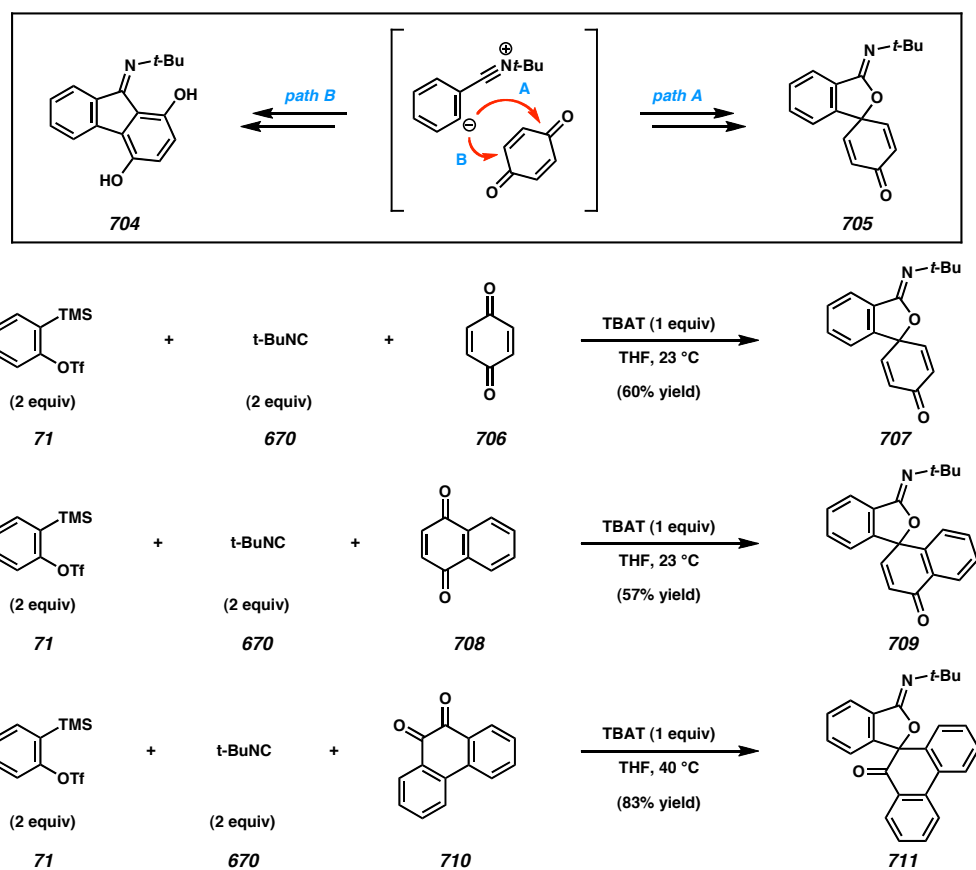 N t-Bu
OH
HO
704
path B
⊕
Nt-Bu
A
⊖
B
O
O
path A
N t-Bu
O
O
705
TMS
OTf
(2 equiv)
71
+
t-BuNC
(2 equiv)
670
+
O
O
706
TBAT (1 equiv)
THF, 23 °C
(60% yield)
N t-Bu
O
O
707
TMS
OTf
(2 equiv)
71
+
t-BuNC
(2 equiv)
670
+
O
O
708
TBAT (1 equiv)
THF, 23 °C
(57% yield)
N t-Bu
O
O
709
TMS
OTf
(2 equiv)
71
+
t-BuNC
(2 equiv)
670
+
O
O
710
TBAT (1 equiv)
THF, 40 °C
(83% yield)
N t-Bu
O
O
711